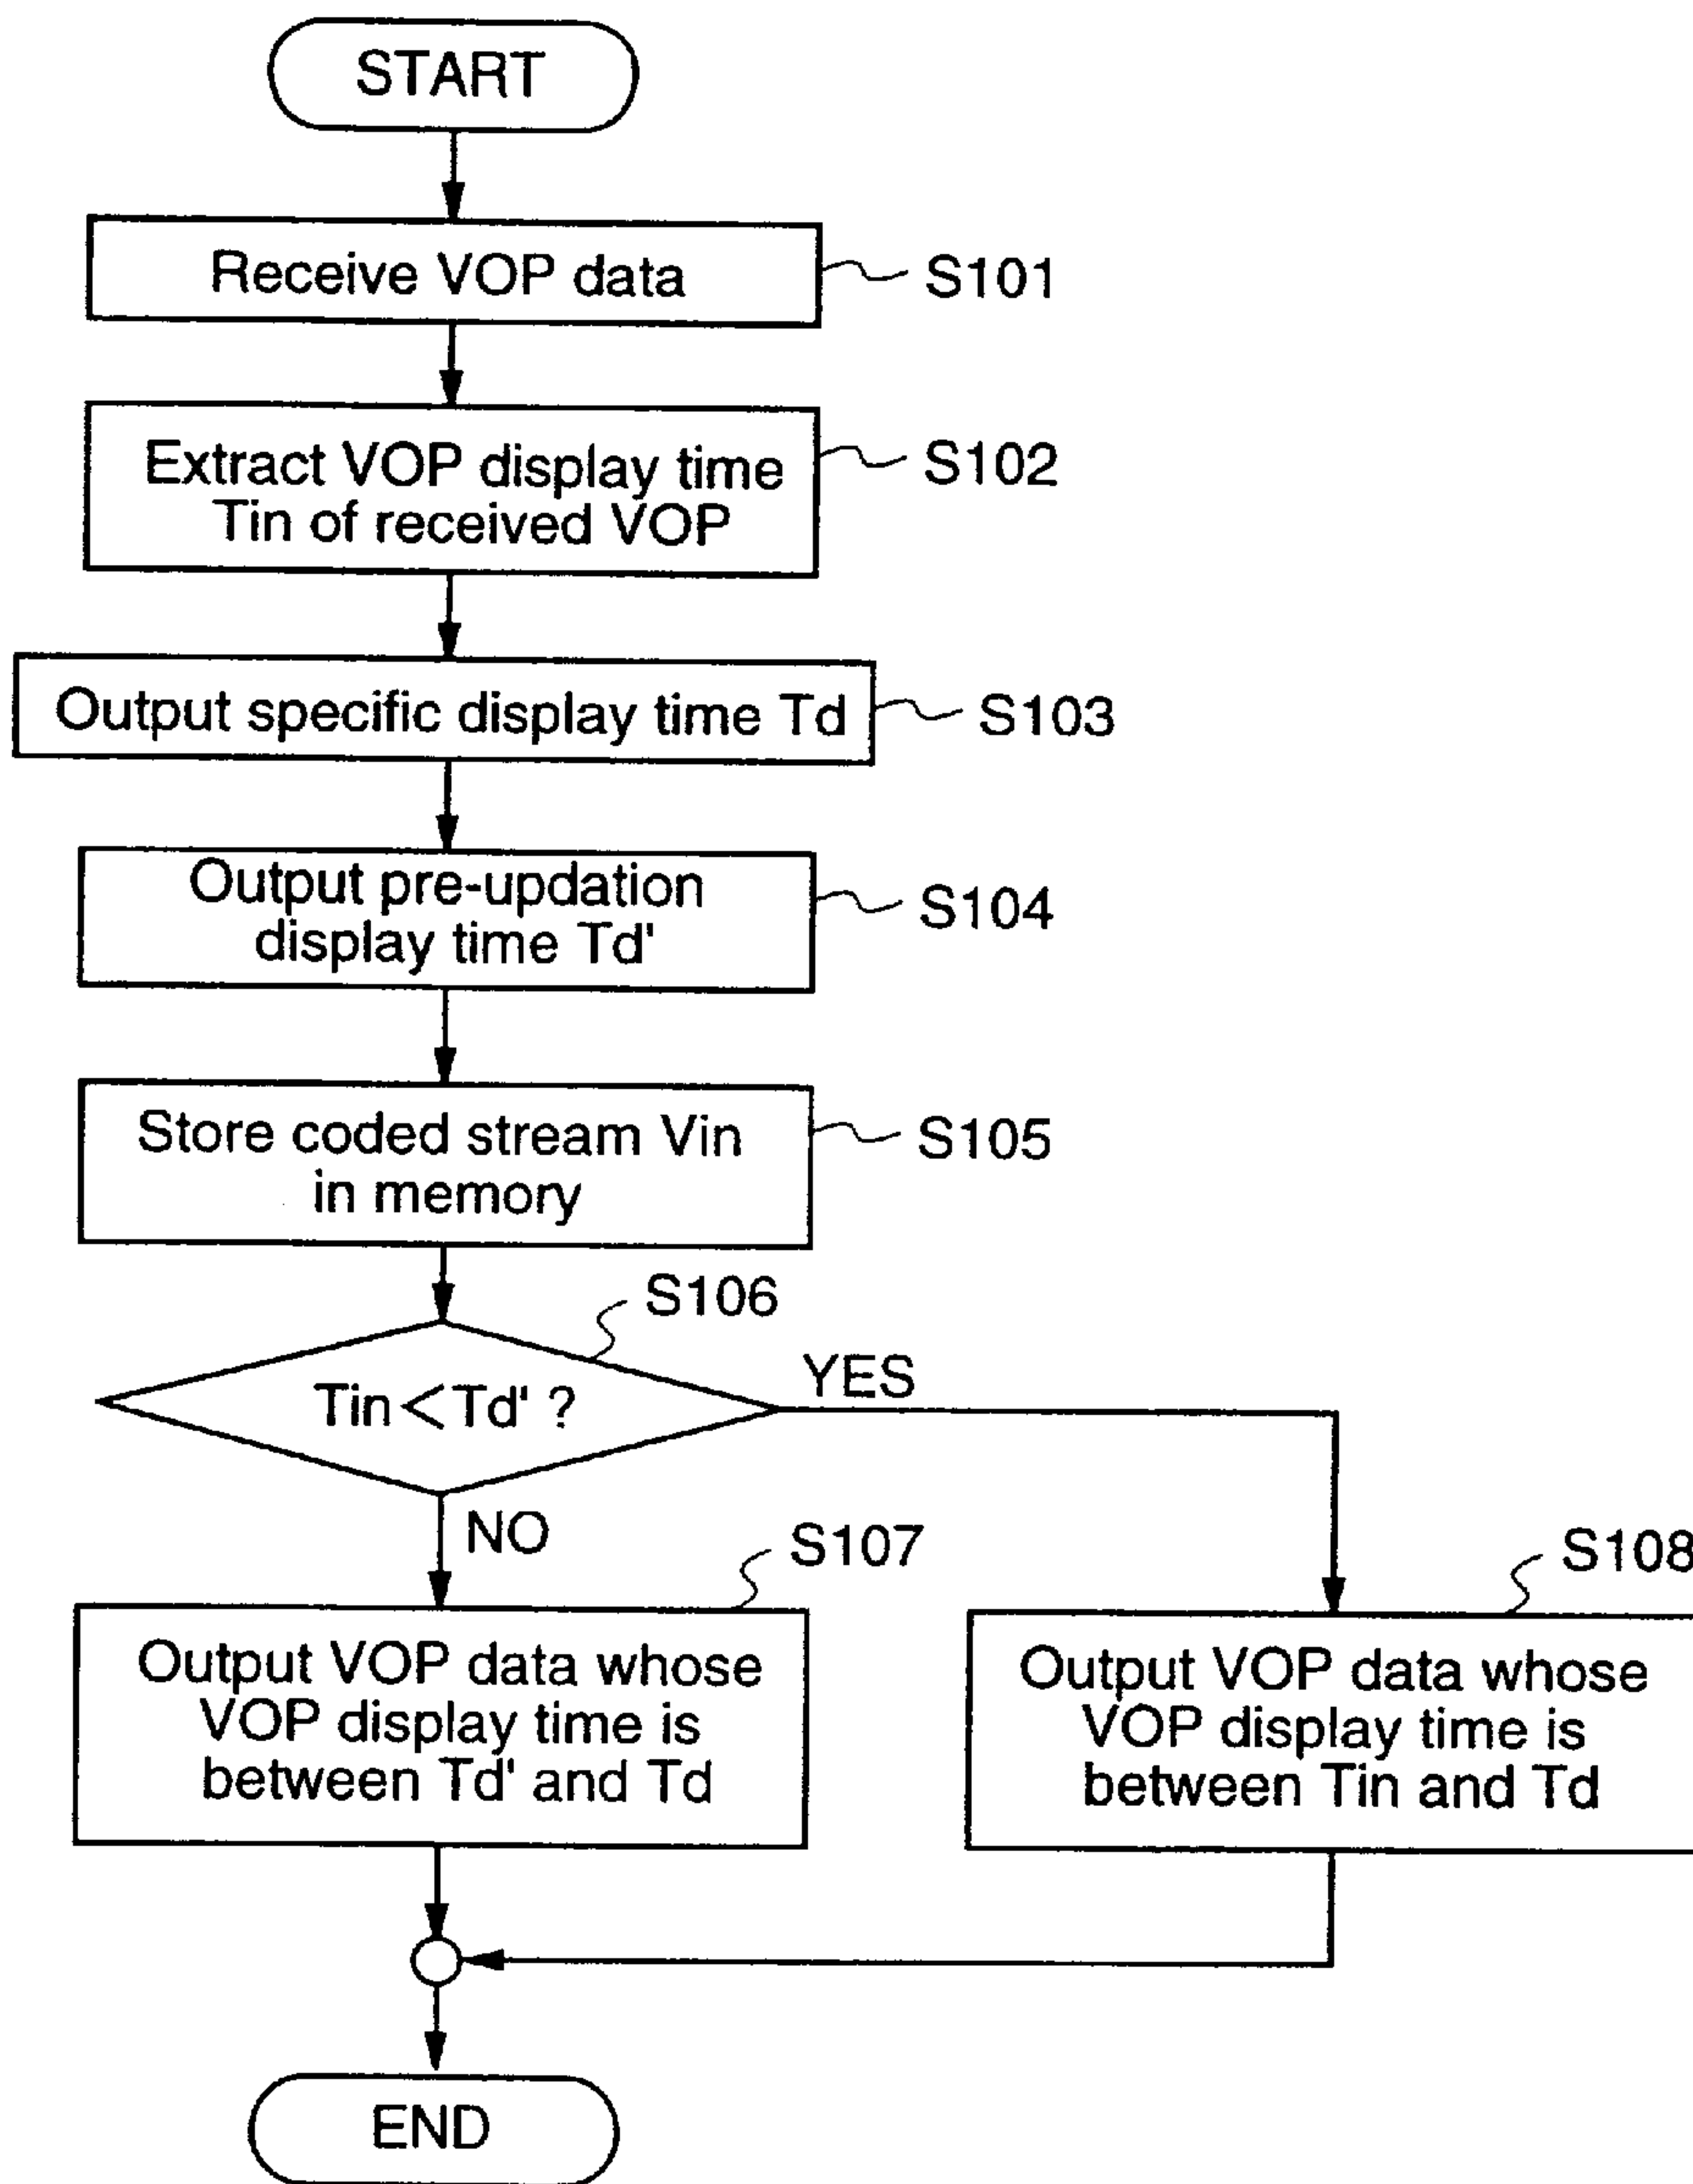 START
Receive VOP data
S101
Extract VOP display time
Tin of received VOP
S102
Output specific display time Td
S103
Output pre-updation
display time Td'
S104
Store coded stream Vin
in memory
S105
S106
Tin<Td' ?
YES
NO
S107
Output VOP data whose
VOP display time is
between Td' and Td
S108
Output VOP data whose
VOP display time is
between Tin and Td
END